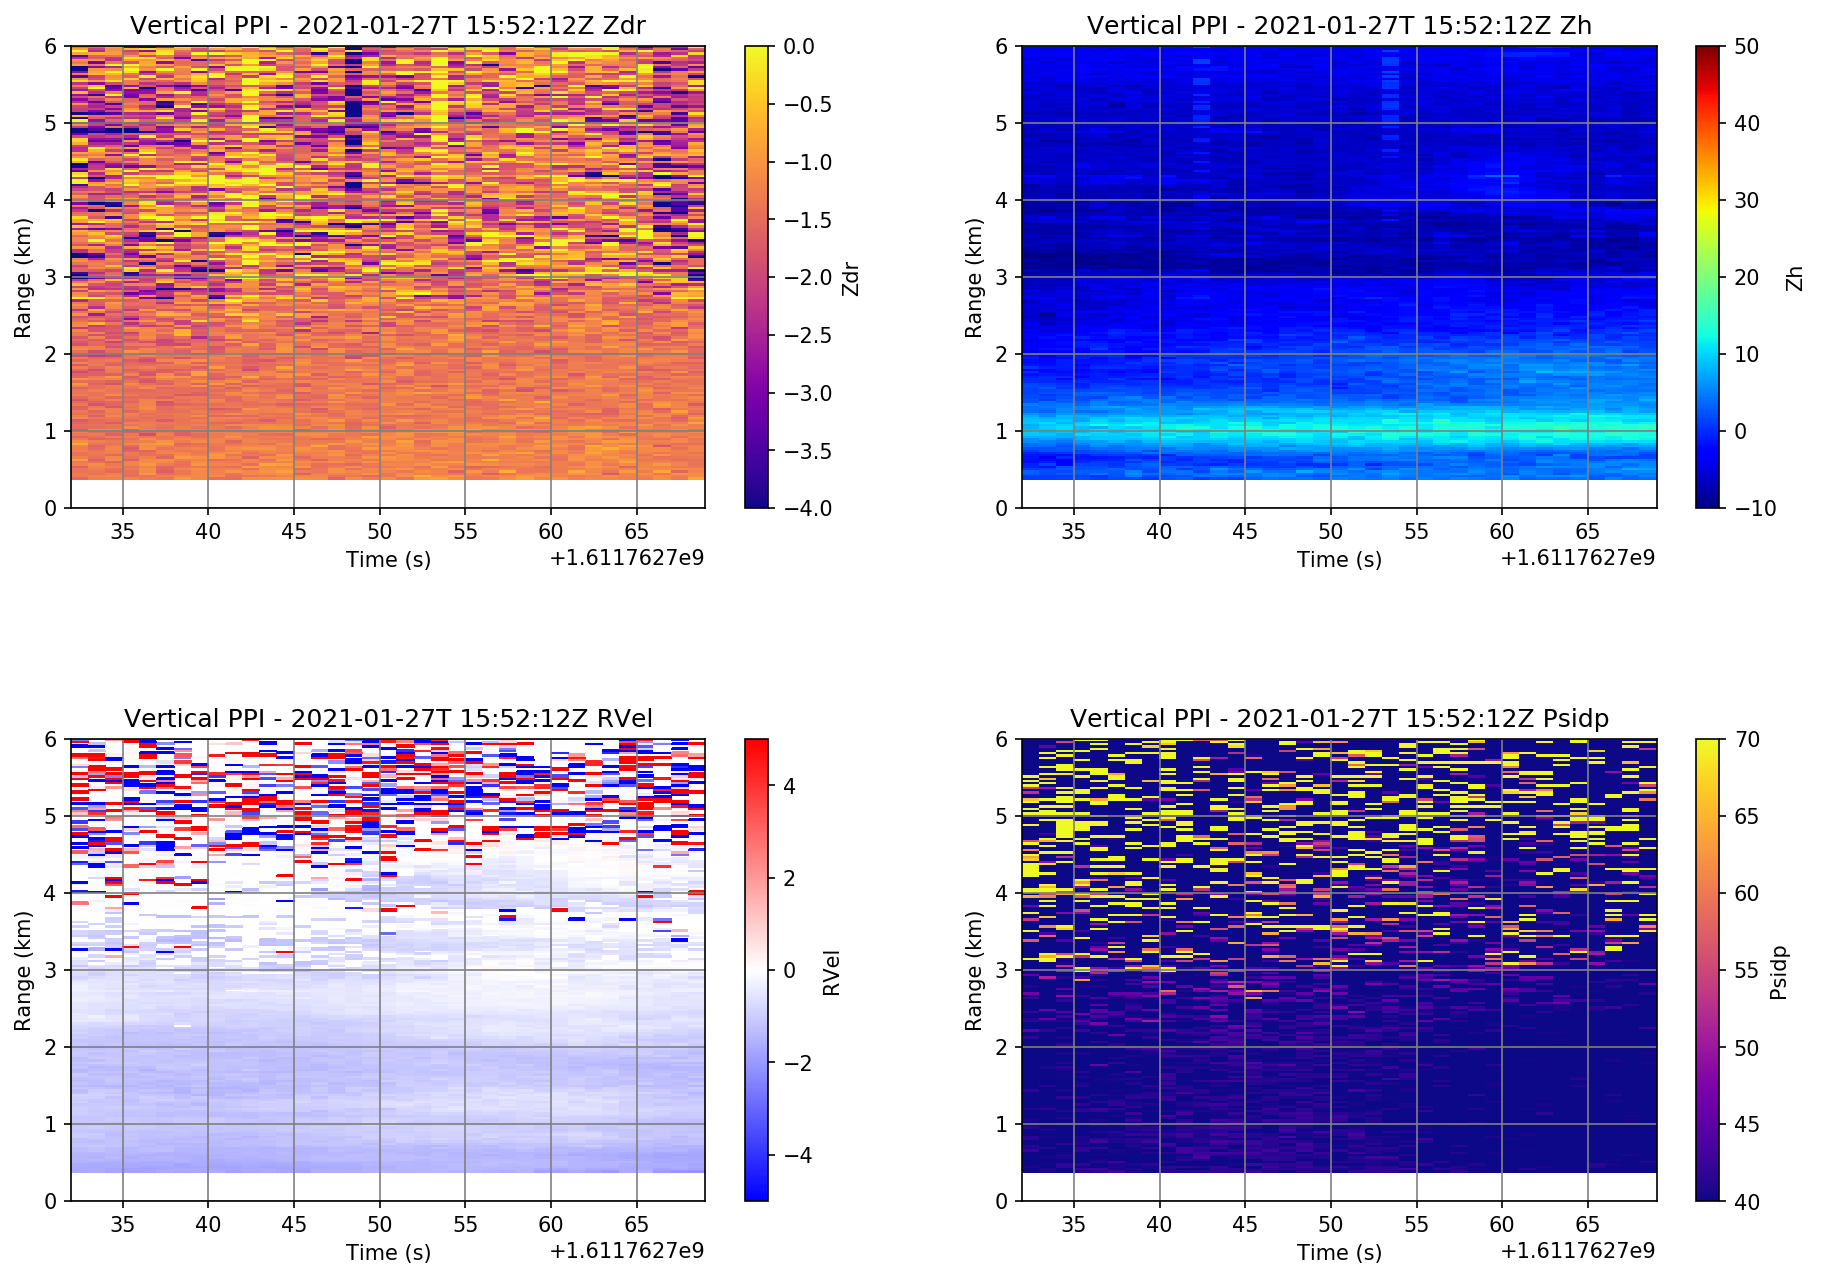 Vertical PPI - 2021-01-27T 15:52:12Z Zdr
6
5
4
3
2
1
0
Range (km)
35 40 45 50 55 60 65
Time (s)
+1.6117627e9
0.0
−0.5
−1.0
−1.5
−2.0
−2.5
−3.0
−3.5
−4.0
Zdr
Vertical PPI - 2021-01-27T 15:52:12Z Zh
6
5
4
3
2
1
0
Range (km)
35 40 45 50 55 60 65
Time (s)
+1.6117627e9
50
40
30
20
10
0
−10
Zh
Vertical PPI - 2021-01-27T 15:52:12Z RVel
6
5
4
3
2
1
0
Range (km)
35 40 45 50 55 60 65
Time (s)
+1.6117627e9
4
2
0
−2
−4
RVel
Vertical PPI - 2021-01-27T 15:52:12Z Psidp
6
5
4
3
2
1
0
Range (km)
35 40 45 50 55 60 65
Time (s)
+1.6117627e9
70
65
60
55
50
45
40
Psidp